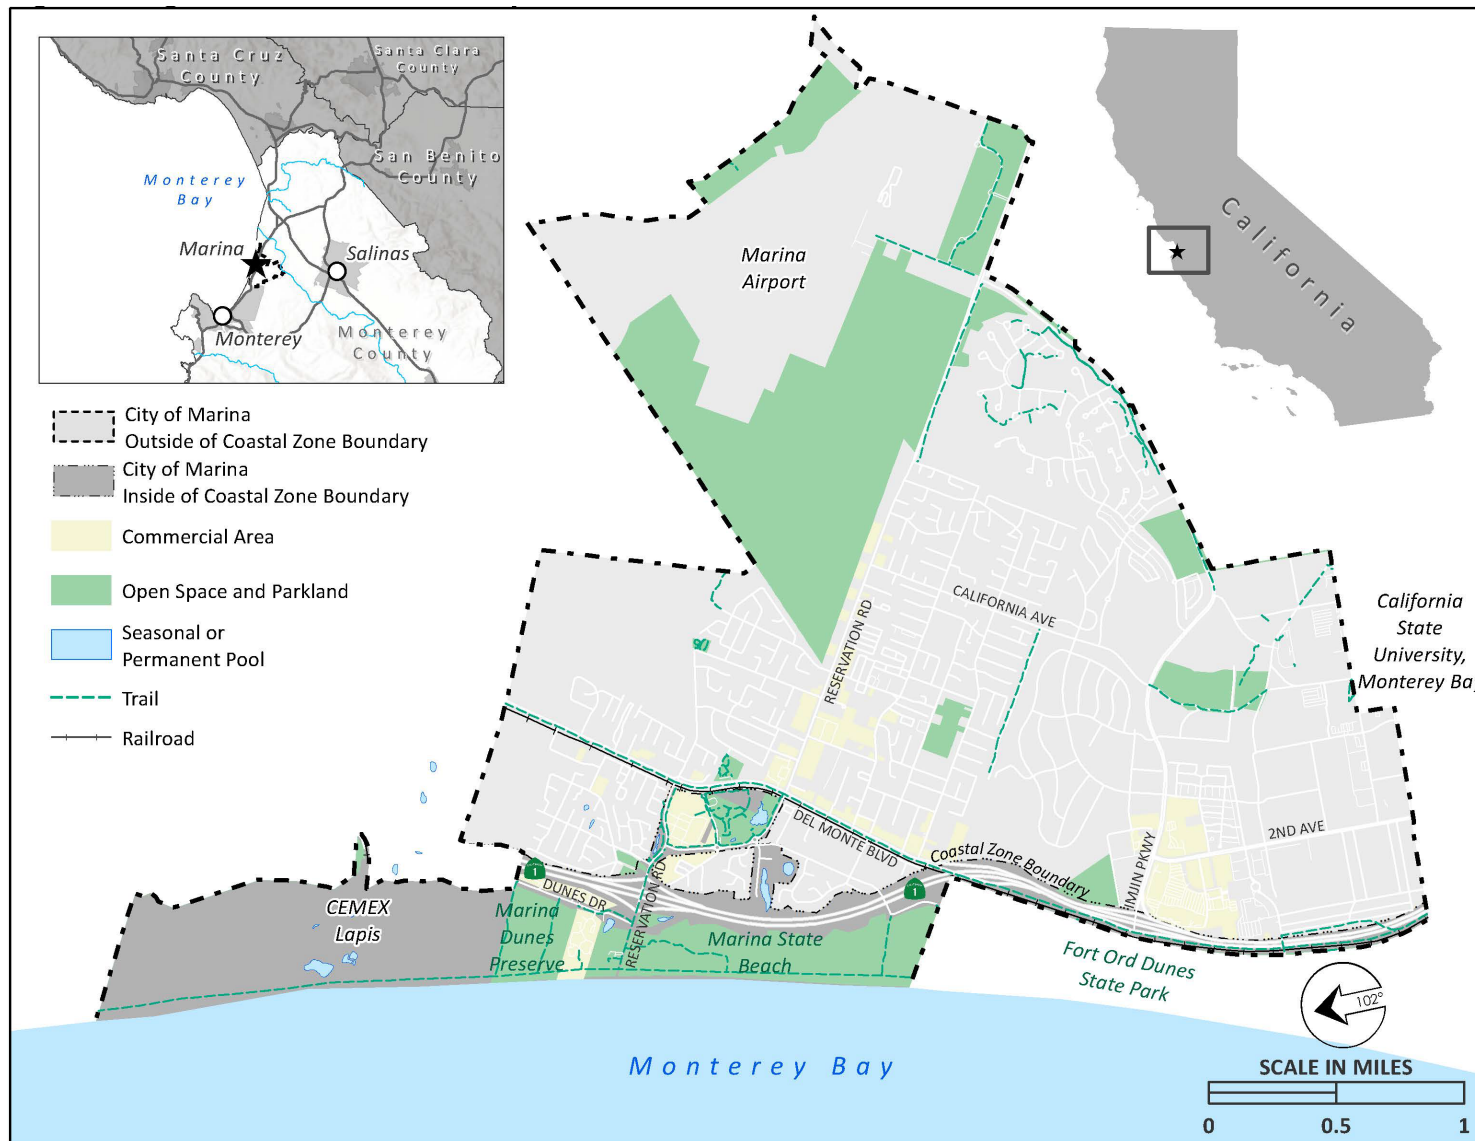 Santa Cruz
County
Santa Clara
County
San Benito
County
Monterey
Bay
Marina
Salinas
Monterey
Monterey
County
California
Marina
Airport
City of Marina
Outside of Coastal Zone Boundary
City of Marina
Inside of Coastal Zone Boundary
Commercial Area
Open Space and Parkland
Seasonal or
Permanent Pool
Trail
Railroad
CALIFORNIA AVE
RESERVATION RD
California
State
University,
Monterey Bay
DEL MONTE BLVD
Coastal Zone Boundary
IMJIN PKWY
2ND AVE
1
DUNES DR
RESERVATION RD
1
CEMEX
Lapis
Marina
Dunes
Preserve
Marina State
Beach
Fort Ord Dunes
State Park
102°
Monterey Bay
SCALE IN MILES
0
0.5
1